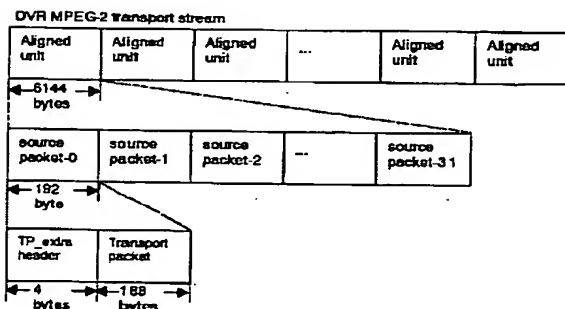 DVR MPEG-2 transport stream
Aligned unit Aligned unit Aligned unit --- Aligned unit Aligned unit
6144 bytes
source packet-0 source packet-1 source packet-2 --- source packet-31
192 byte
TP_extra header Transport packet
4 bytes 188 bytes